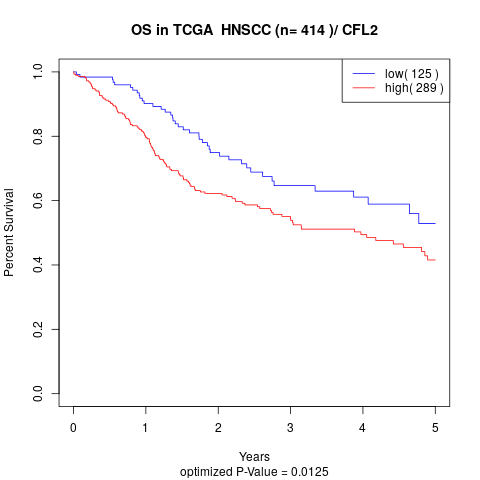 OS in TCGA HNSCC (n= 414 )/ CFL2
low( 125 )
high( 289 )
Percent Survival
1.0
0.8
0.6
0.4
0.2
0.0
0 1 2 3 4 5
Years
optimized P-Value = 0.0125